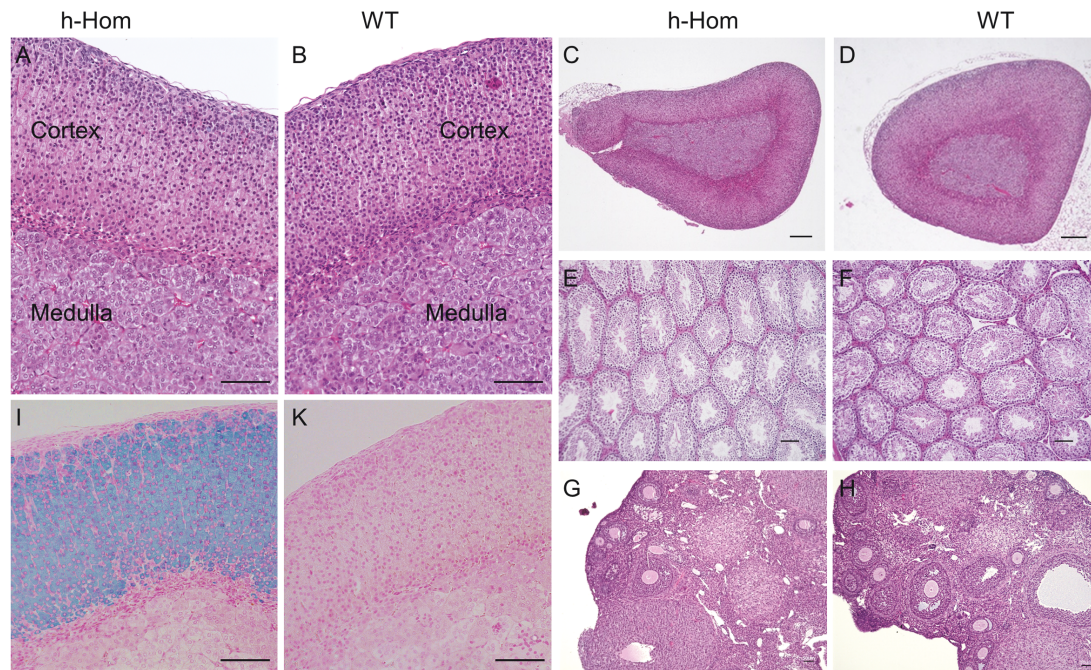 h-Hom WT h-Hom WT
A B C D
Cortex Cortex
Medulla Medulla
E F
I K
G H